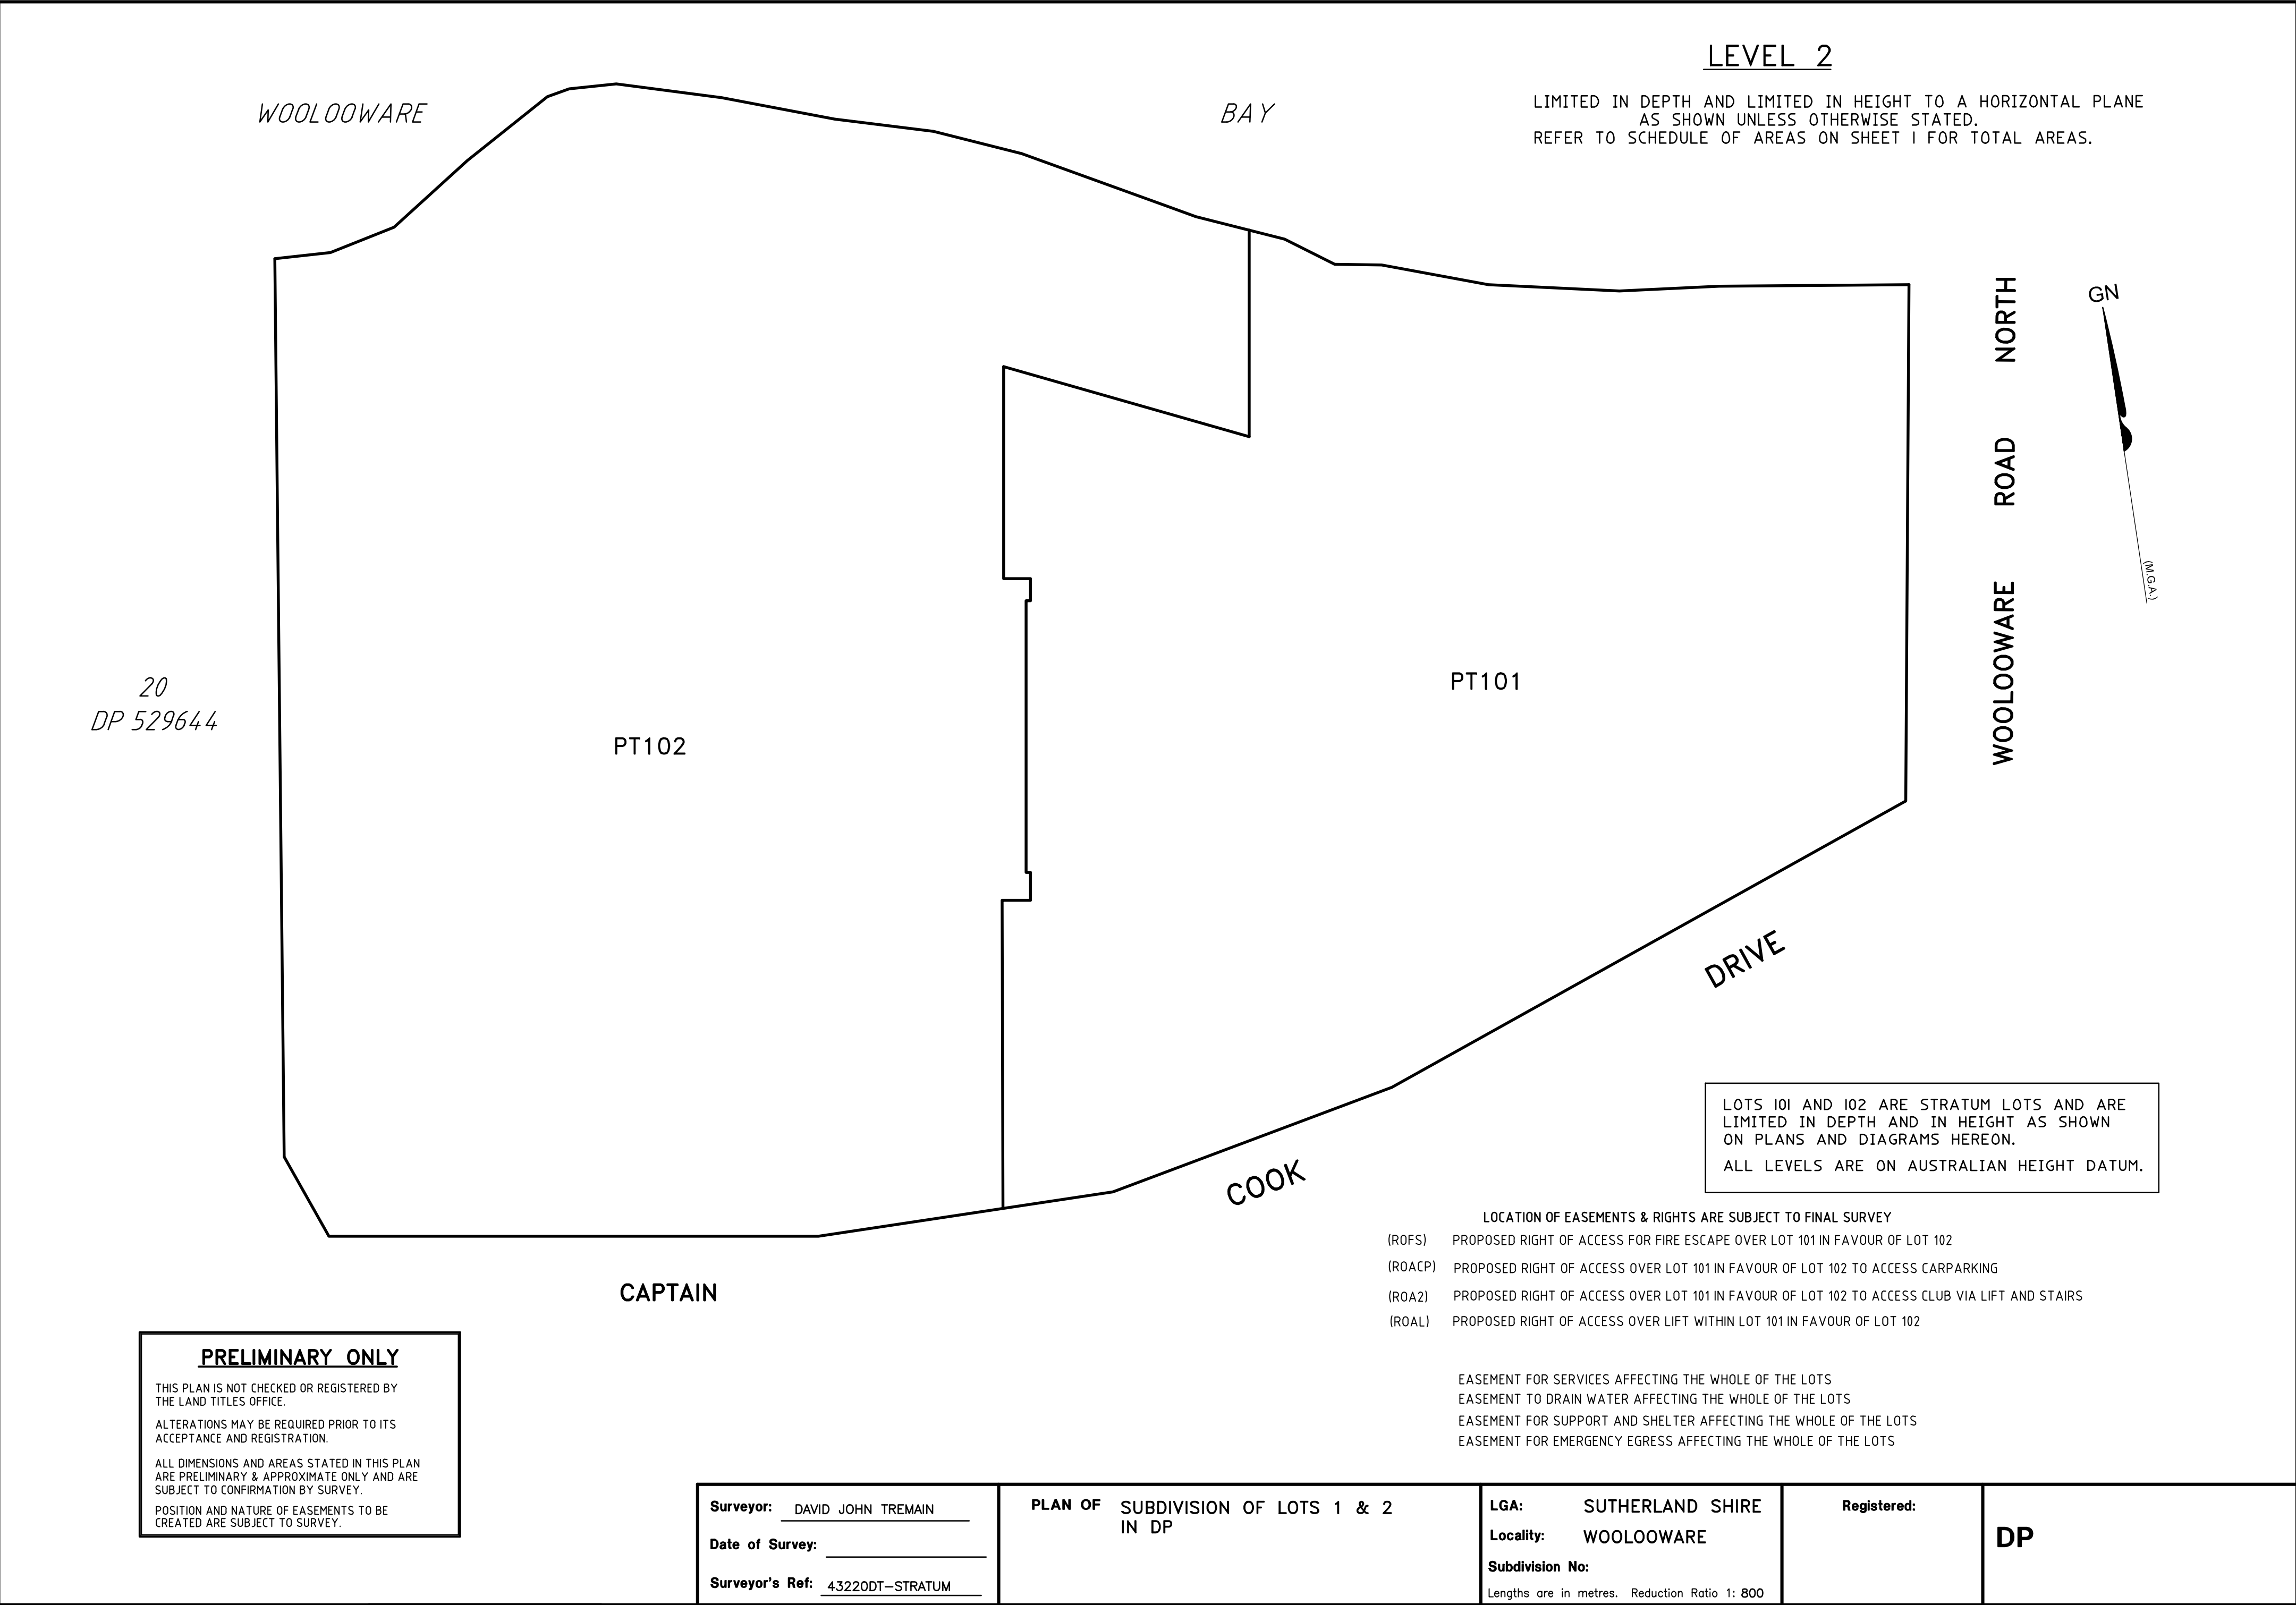 LEVEL 2
LIMITED IN DEPTH AND LIMITED IN HEIGHT TO A HORIZONTAL PLANE
AS SHOWN UNLESS OTHERWISE STATED.
REFER TO SCHEDULE OF AREAS ON SHEET 1 FOR TOTAL AREAS.
WOOLOOWARE BAY
GN
(M.G.A.)
WOOLOOWARE ROAD NORTH
20
DP 529644
PT102
PT101
CAPTAIN COOK DRIVE
LOTS 101 AND 102 ARE STRATUM LOTS AND ARE
LIMITED IN DEPTH AND IN HEIGHT AS SHOWN
ON PLANS AND DIAGRAMS HEREON.
ALL LEVELS ARE ON AUSTRALIAN HEIGHT DATUM.
LOCATION OF EASEMENTS & RIGHTS ARE SUBJECT TO FINAL SURVEY
(ROFS) PROPOSED RIGHT OF ACCESS FOR FIRE ESCAPE OVER LOT 101 IN FAVOUR OF LOT 102
(ROACP) PROPOSED RIGHT OF ACCESS OVER LOT 101 IN FAVOUR OF LOT 102 TO ACCESS CARPARKING
(ROA2) PROPOSED RIGHT OF ACCESS OVER LOT 101 IN FAVOUR OF LOT 102 TO ACCESS CLUB VIA LIFT AND STAIRS
(ROAL) PROPOSED RIGHT OF ACCESS OVER LIFT WITHIN LOT 101 IN FAVOUR OF LOT 102
EASEMENT FOR SERVICES AFFECTING THE WHOLE OF THE LOTS
EASEMENT TO DRAIN WATER AFFECTING THE WHOLE OF THE LOTS
EASEMENT FOR SUPPORT AND SHELTER AFFECTING THE WHOLE OF THE LOTS
EASEMENT FOR EMERGENCY EGRESS AFFECTING THE WHOLE OF THE LOTS
PRELIMINARY ONLY
THIS PLAN IS NOT CHECKED OR REGISTERED BY
THE LAND TITLES OFFICE.
ALTERATIONS MAY BE REQUIRED PRIOR TO ITS
ACCEPTANCE AND REGISTRATION.
ALL DIMENSIONS AND AREAS STATED IN THIS PLAN
ARE PRELIMINARY & APPROXIMATE ONLY AND ARE
SUBJECT TO CONFIRMATION BY SURVEY.
POSITION AND NATURE OF EASEMENTS TO BE
CREATED ARE SUBJECT TO SURVEY.
Surveyor: DAVID JOHN TREMAIN
Date of Survey:
Surveyor's Ref: 43220DT-STRATUM
PLAN OF SUBDIVISION OF LOTS 1 & 2
IN DP
LGA: SUTHERLAND SHIRE
Locality: WOOLOOWARE
Subdivision No:
Lengths are in metres. Reduction Ratio 1: 800
Registered:
DP